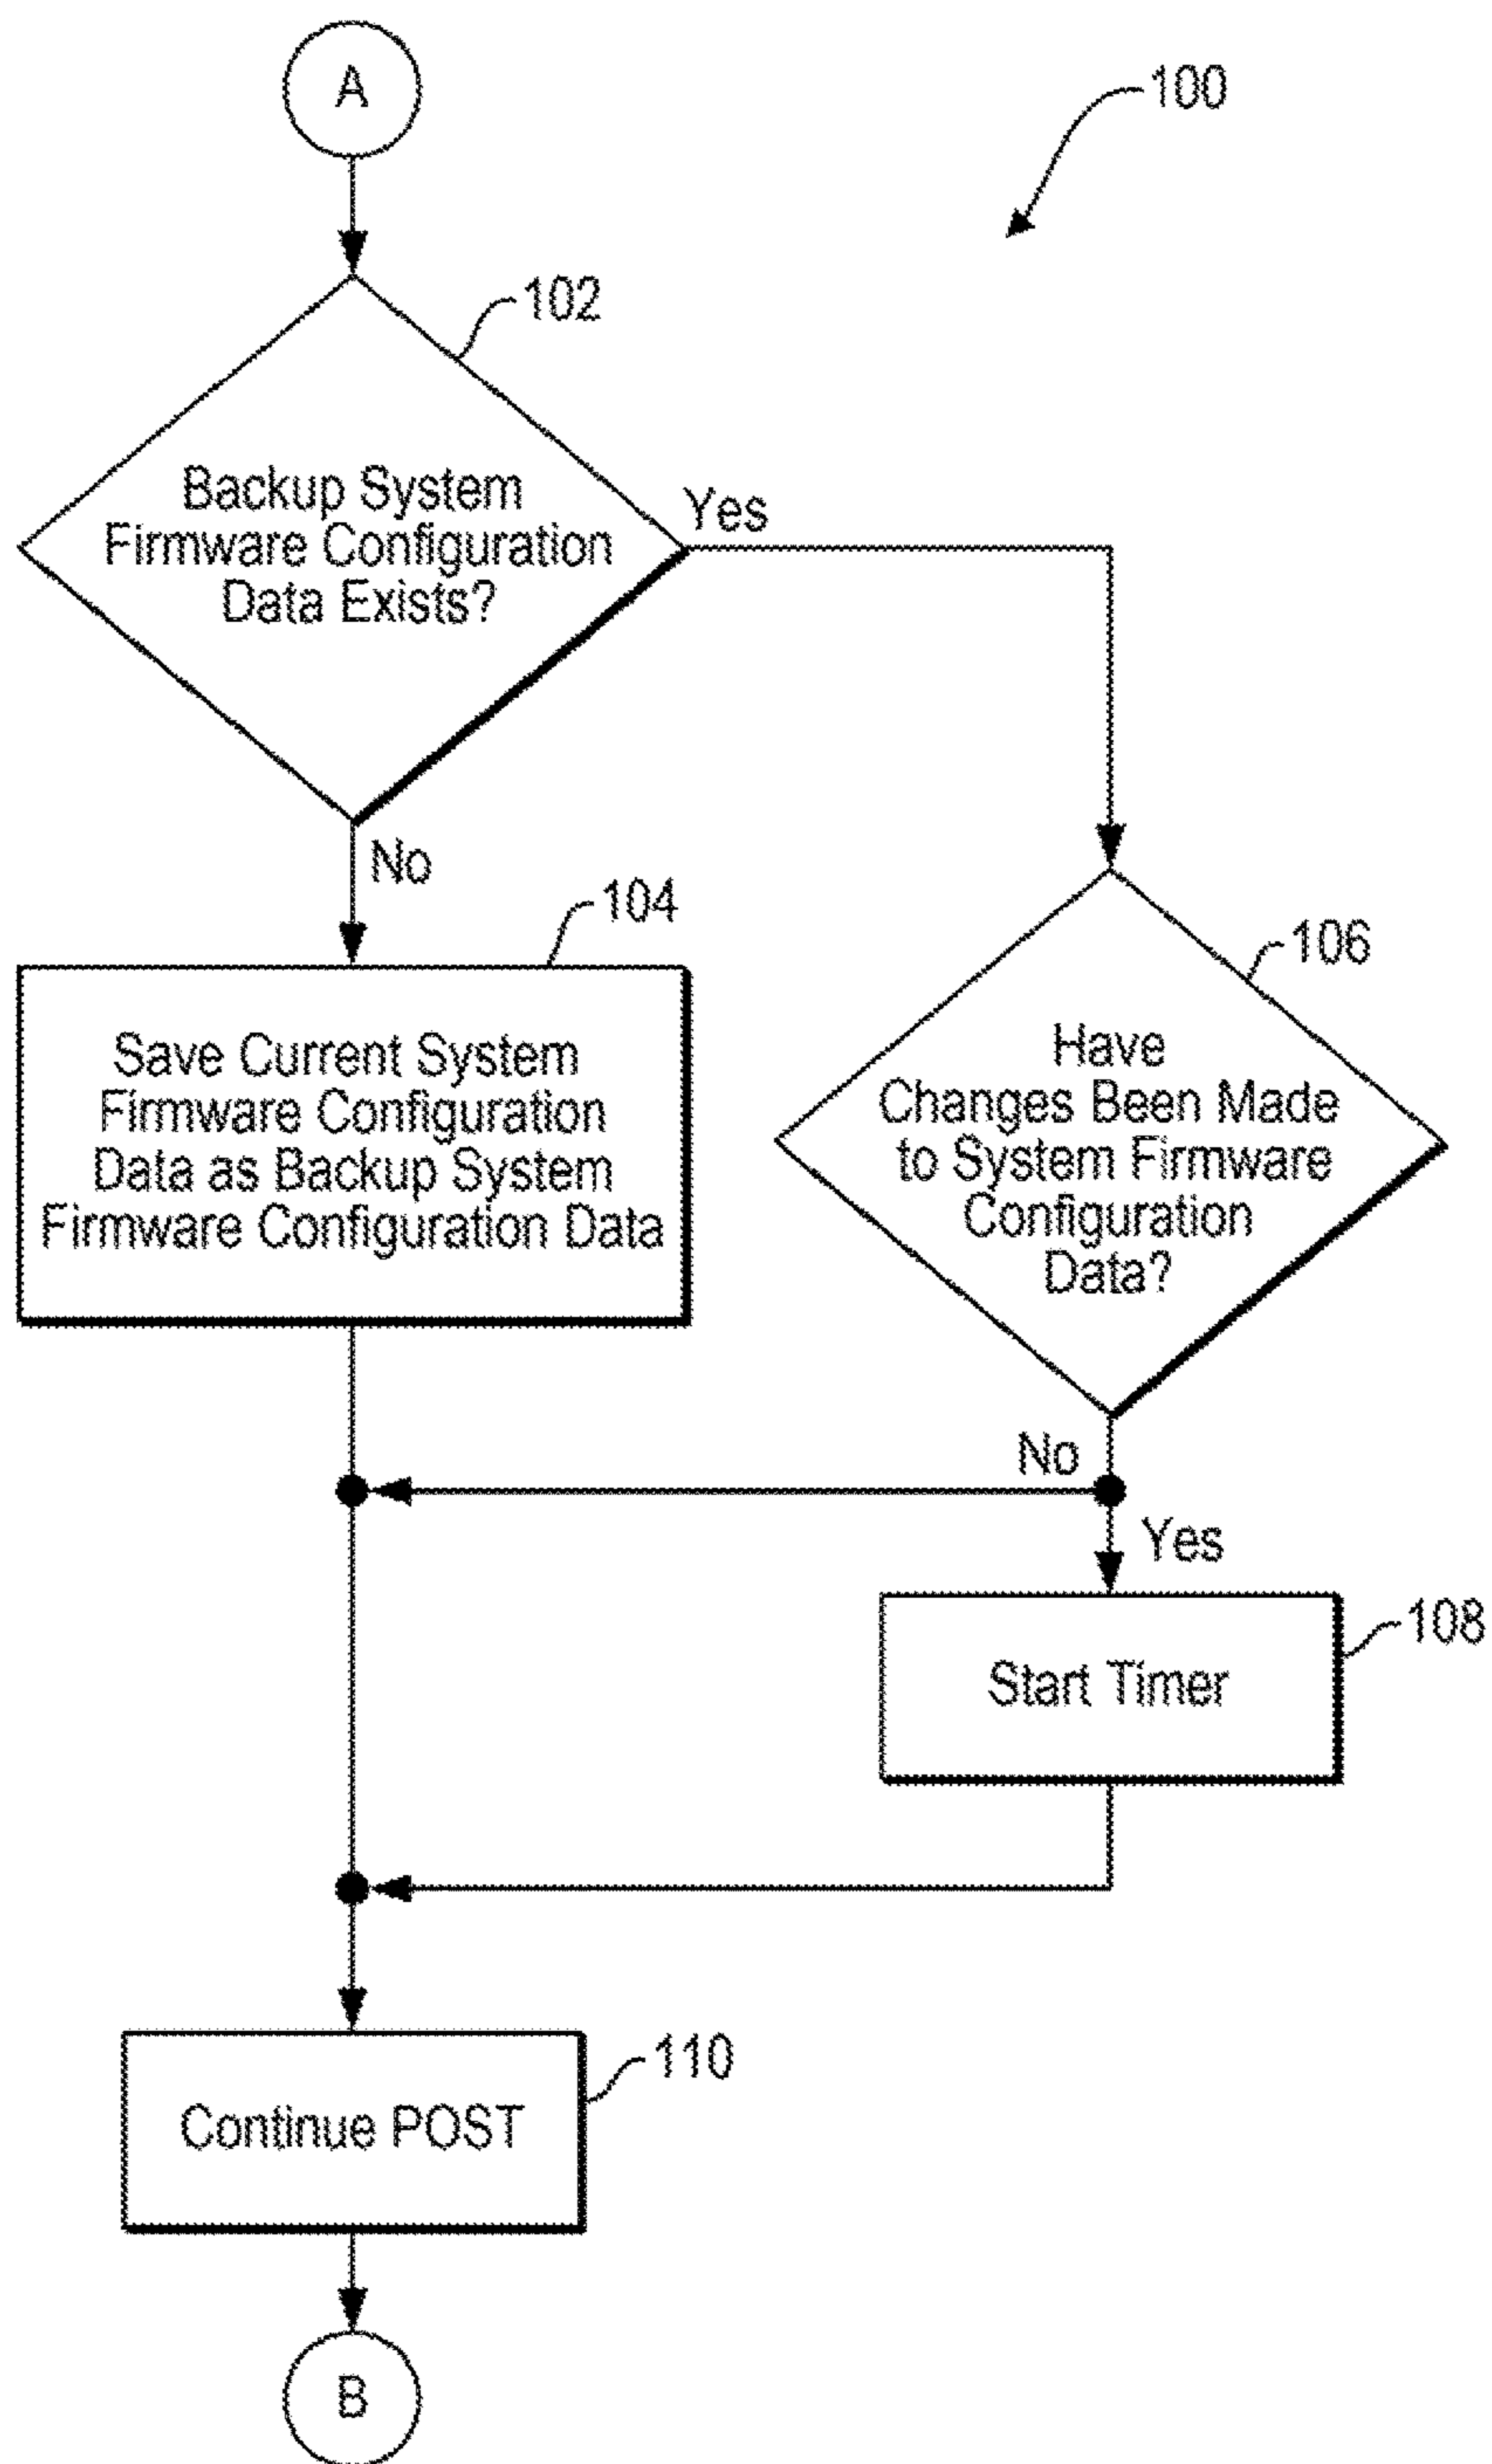 A
100
102
Backup System
Firmware Configuration
Data Exists?
Yes
No
104
Save Current System
Firmware Configuration
Data as Backup System
Firmware Configuration Data
106
Have
Changes Been Made
to System Firmware
Configuration
Data?
No
Yes
108
Start Timer
110
Continue POST
B